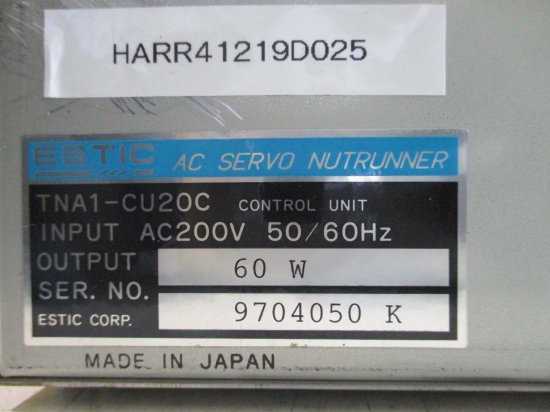 HARR41219D025
ESTIC AC SERVO NUTRUNNER
TNA1-CU20C CONTROL UNIT
INPUT AC200V 50/60Hz
OUTPUT 60 W
SER. NO.
ESTIC CORP. 9704050 K
MADE IN JAPAN